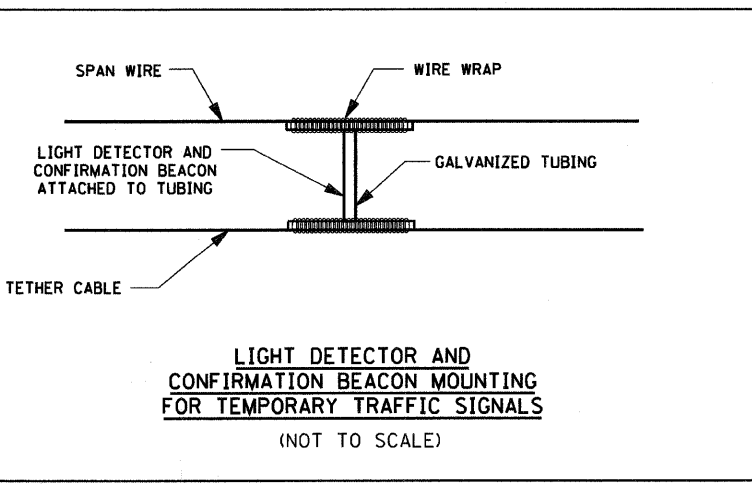 SPAN WIRE
WIRE WRAP
LIGHT DETECTOR AND
CONFIRMATION BEACON
ATTACHED TO TUBING
GALVANIZED TUBING
TETHER CABLE
LIGHT DETECTOR AND
CONFIRMATION BEACON MOUNTING
FOR TEMPORARY TRAFFIC SIGNALS
(NOT TO SCALE)